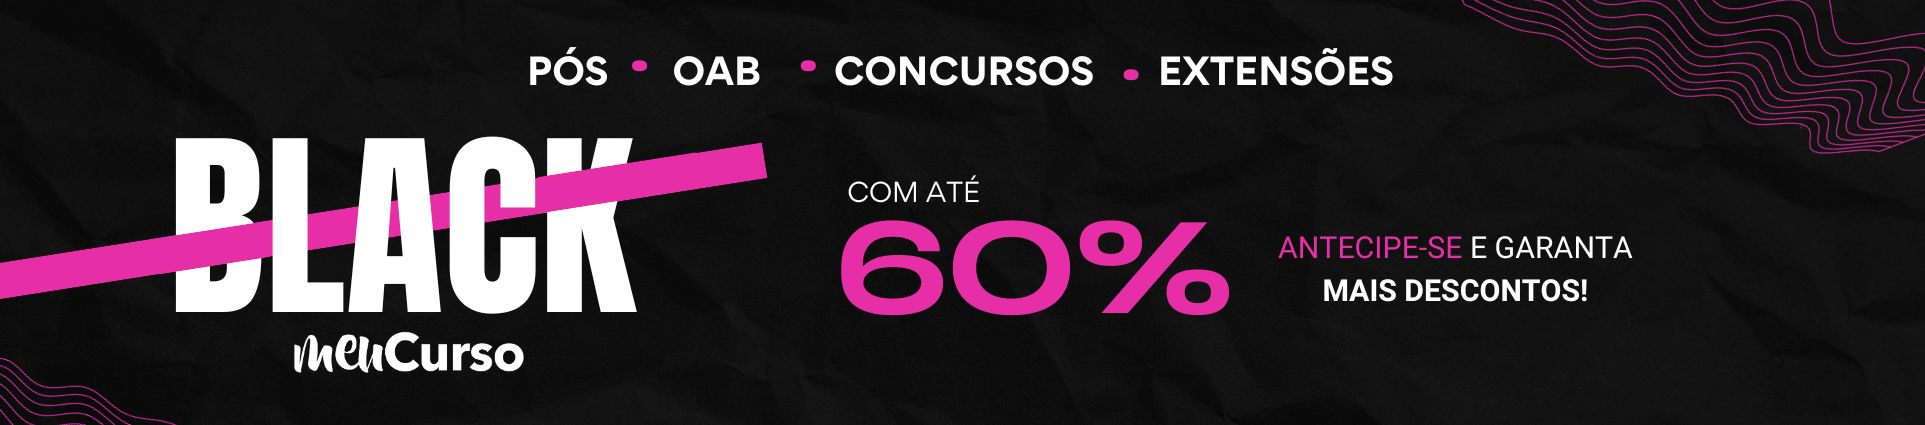 PÓS • OAB • CONCURSOS • EXTENSÕES
BLACK
meuCurso
COM ATÉ
60%
ANTECIPE-SE E GARANTA
MAIS DESCONTOS!